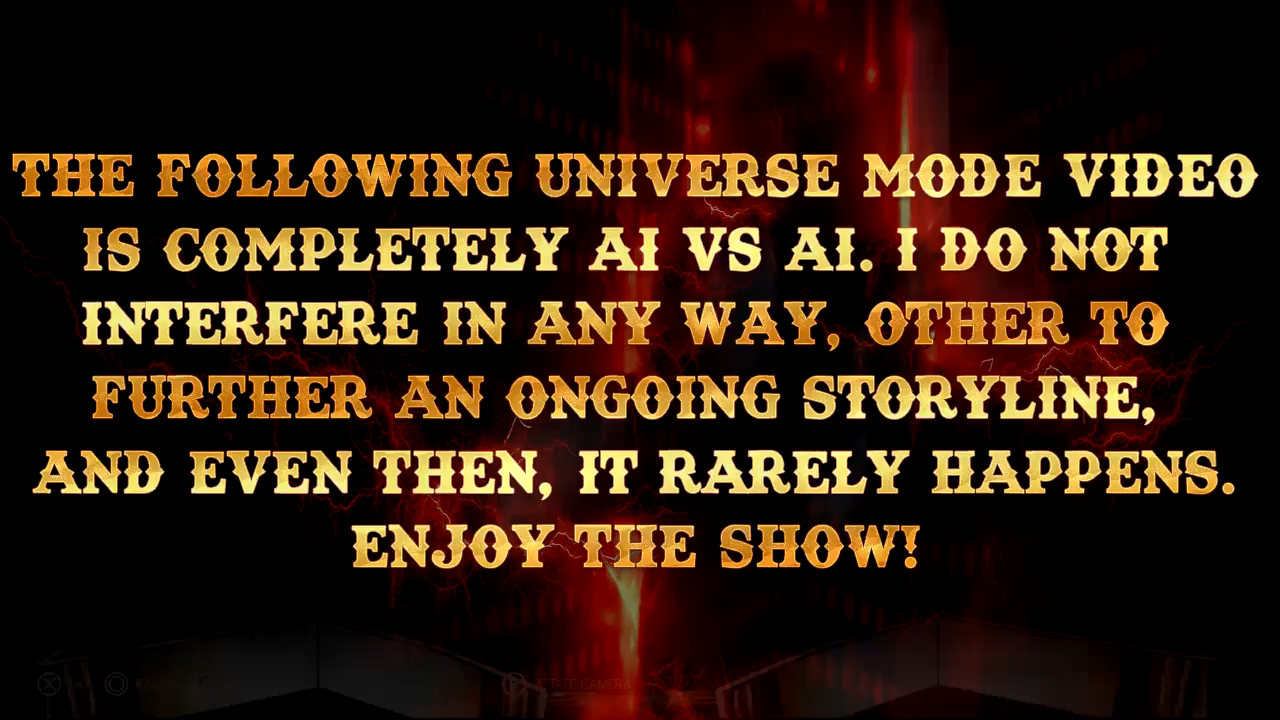 THE FOLLOWING UNIVERSE MODE VIDEO
IS COMPLETELY AI VS AI. I DO NOT
INTERFERE IN ANY WAY, OTHER TO
FURTHER AN ONGOING STORYLINE,
AND EVEN THEN, IT RARELY HAPPENS.
ENJOY THE SHOW!